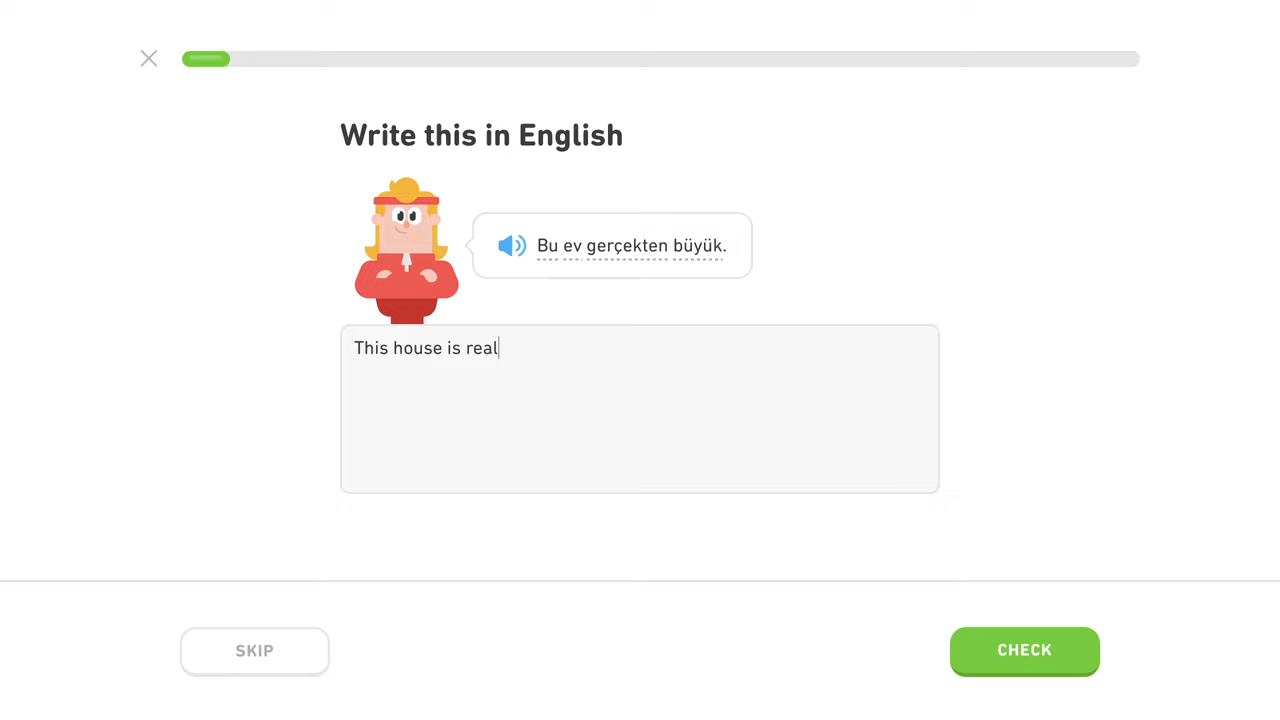 Write this in English
Bu ev gerçekten büyük.
This house is real
SKIP
CHECK